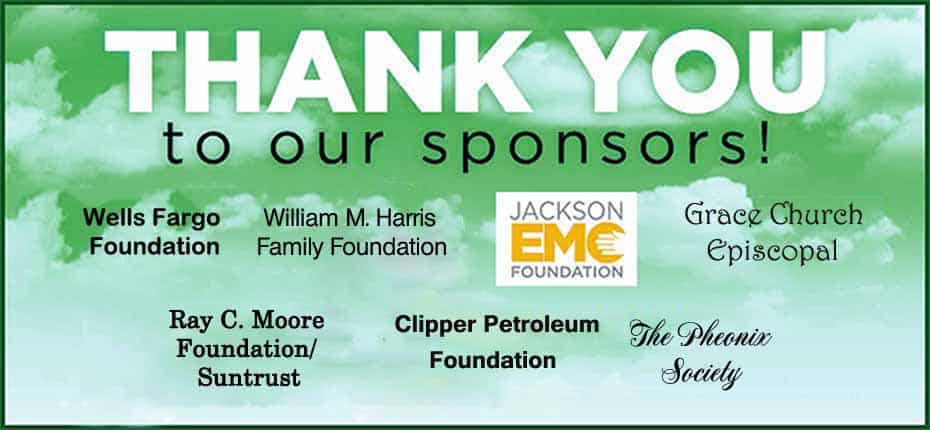 THANK YOU
to our sponsors!
Wells Fargo
Foundation
William M. Harris
Family Foundation
JACKSON
EMC
FOUNDATION
Grace Church
Episcopal
Ray C. Moore
Foundation/
Suntrust
Clipper Petroleum
Foundation
The Pheonix
Society